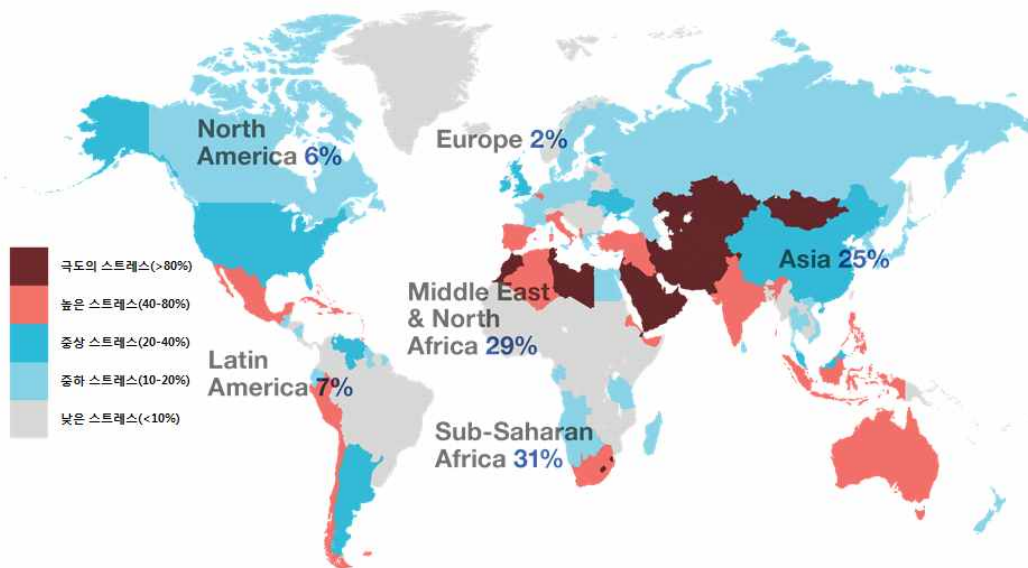 North
America 6%
Europe 2%
Asia 25%
Middle East
& North
Africa 29%
Latin
America 7%
Sub-Saharan
Africa 31%
극도의 스트레스(>80%)
높은 스트레스(40-80%)
중상 스트레스(20-40%)
중하 스트레스(10-20%)
낮은 스트레스(<10%)